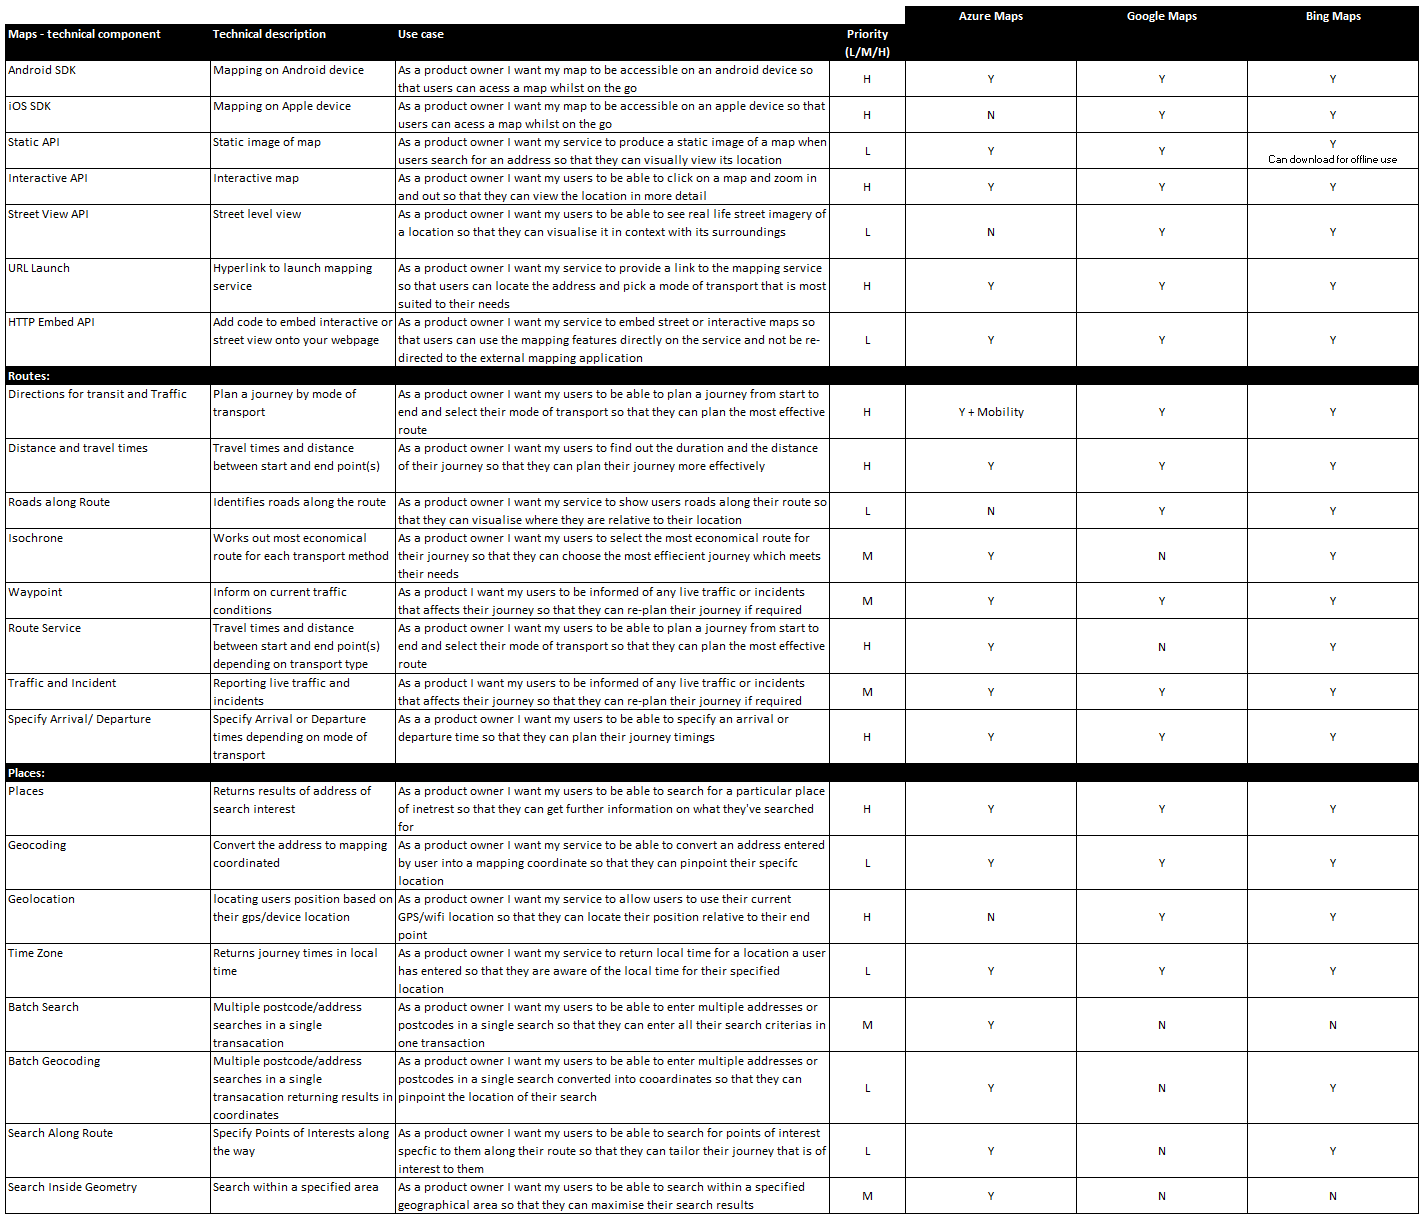 Azure Maps Google Maps Bing Maps
Maps - technical component Technical description Use case Priority
(L/M/H)
Android SDK Mapping on Android device As a product owner I want my map to be accessible on an android device so
that users can acess a map whilst on the go
H Y Y Y
iOS SDK Mapping on Apple device As a product owner I want my map to be accessible on an apple device so that
users can acess a map whilst on the go
H N Y Y
Static API Static image of map As a product owner I want my service to produce a static image of a map when
users search for an address so that they can visually view its location
L Y Y Y
Can download for offline use
Interactive API Interactive map As a product owner I want my users to be able to click on a map and zoom in
and out so that they can view the location in more detail
H Y Y Y
Street View API Street level view As a product owner I want my users to be able to see real life street imagery of
a location so that they can visualise it in context with its surroundings
L N Y Y
URL Launch Hyperlink to launch mapping
service
As a product owner I want my service to provide a link to the mapping service
so that users can locate the address and pick a mode of transport that is most
suited to their needs
H Y Y Y
HTTP Embed API Add code to embed interactive or
street view onto your webpage
As a product owner I want my service to embed street or interactive maps so
that users can use the mapping features directly on the service and not be re-
directed to the external mapping application
L Y Y Y
Routes:
Directions for transit and Traffic Plan a journey by mode of
transport
As a product owner I want my users to be able to plan a journey from start to
end and select their mode of transport so that they can plan the most effective
route
H Y + Mobility Y Y
Distance and travel times Travel times and distance
between start and end point(s)
As a product owner I want my users to find out the duration and the distance
of their journey so that they can plan their journey more effectively
H Y Y Y
Roads along Route Identifies roads along the route As a product owner I want my service to show users roads along their route so
that they can visualise where they are relative to their location
L N Y Y
Isochrone Works out most economical
route for each transport method
As a product owner I want my users to select the most economical route for
their journey so that they can choose the most effiecient journey which meets
their needs
M Y N Y
Waypoint Inform on current traffic
conditions
As a product I want my users to be informed of any live traffic or incidents
that affects their journey so that they can re-plan their journey if required
M Y Y Y
Route Service Travel times and distance
between start and end point(s)
depending on transport type
As a product owner I want my users to be able to plan a journey from start to
end and select their mode of transport so that they can plan the most effective
route
H Y N Y
Traffic and Incident Reporting live traffic and
incidents
As a product I want my users to be informed of any live traffic or incidents
that affects their journey so that they can re-plan their journey if required
M Y Y Y
Specify Arrival/ Departure Specify Arrival or Departure
times depending on mode of
transport
As a a product owner I want my users to be able to specify an arrival or
departure time so that they can plan their journey timings
H Y Y Y
Places:
Places Returns results of address of
search interest
As a product owner I want my users to be able to search for a particular place
of inetrest so that they can get further information on what they've searched
for
H Y Y Y
Geocoding Convert the address to mapping
coordinated
As a product owner I want my service to be able to convert an address entered
by user into a mapping coordinate so that they can pinpoint their specifc
location
L Y Y Y
Geolocation locating users position based on
their gps/device location
As a product owner I want my service to allow users to use their current
GPS/wifi location so that they can locate their position relative to their end
point
H N Y Y
Time Zone Returns journey times in local
time
As a product owner I want my service to return local time for a location a user
has entered so that they are aware of the local time for their specified
location
L Y Y Y
Batch Search Multiple postcode/address
searches in a single
transacation
As a product owner I want my users to be able to enter multiple addresses or
postcodes in a single search so that they can enter all their search criterias in
one transaction
M Y N N
Batch Geocoding Multiple postcode/address
searches in a single
transacation returning results in
coordinates
As a product owner I want my users to be able to enter multiple addresses or
postcodes in a single search converted into cooardinates so that they can
pinpoint the location of their search
L Y N Y
Search Along Route Specify Points of Interests along
the way
As a product owner I want my users to be able to search for points of interest
specfic to them along their route so that they can tailor their journey that is of
interest to them
L Y N Y
Search Inside Geometry Search within a specified area As a product owner I want my users to be able to search within a specified
geographical area so that they can maximise their search results
M Y N N